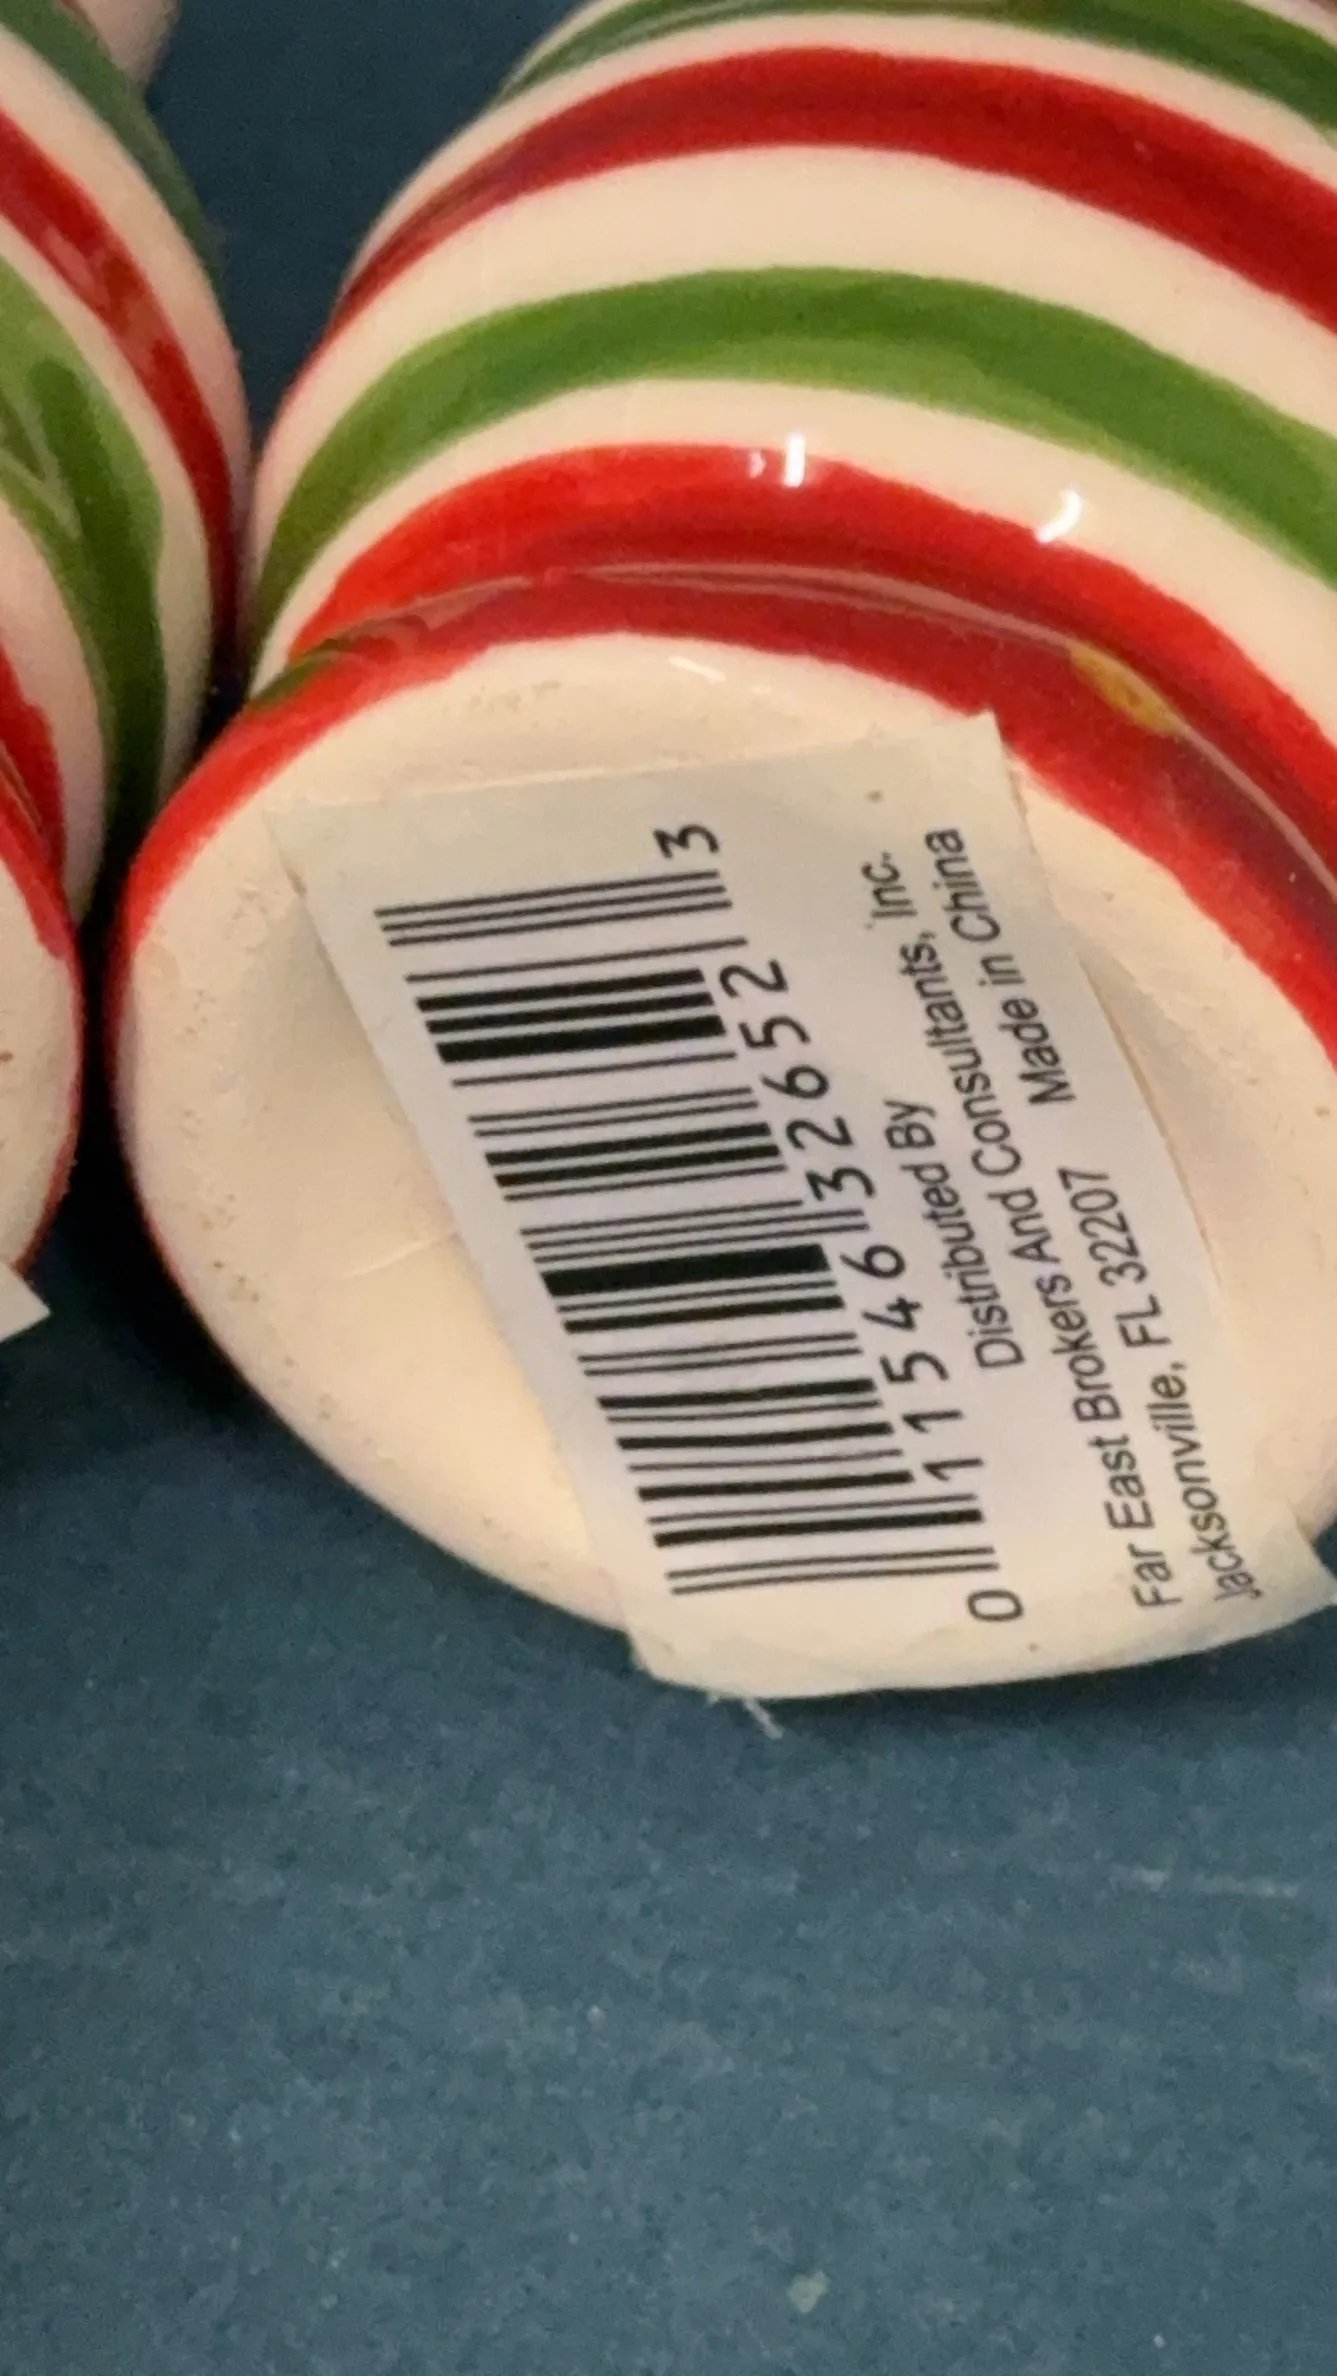 0 11546 32652 3
Distributed By
Far East Brokers And Consultants, Inc.
Jacksonville, FL 32207 Made in China